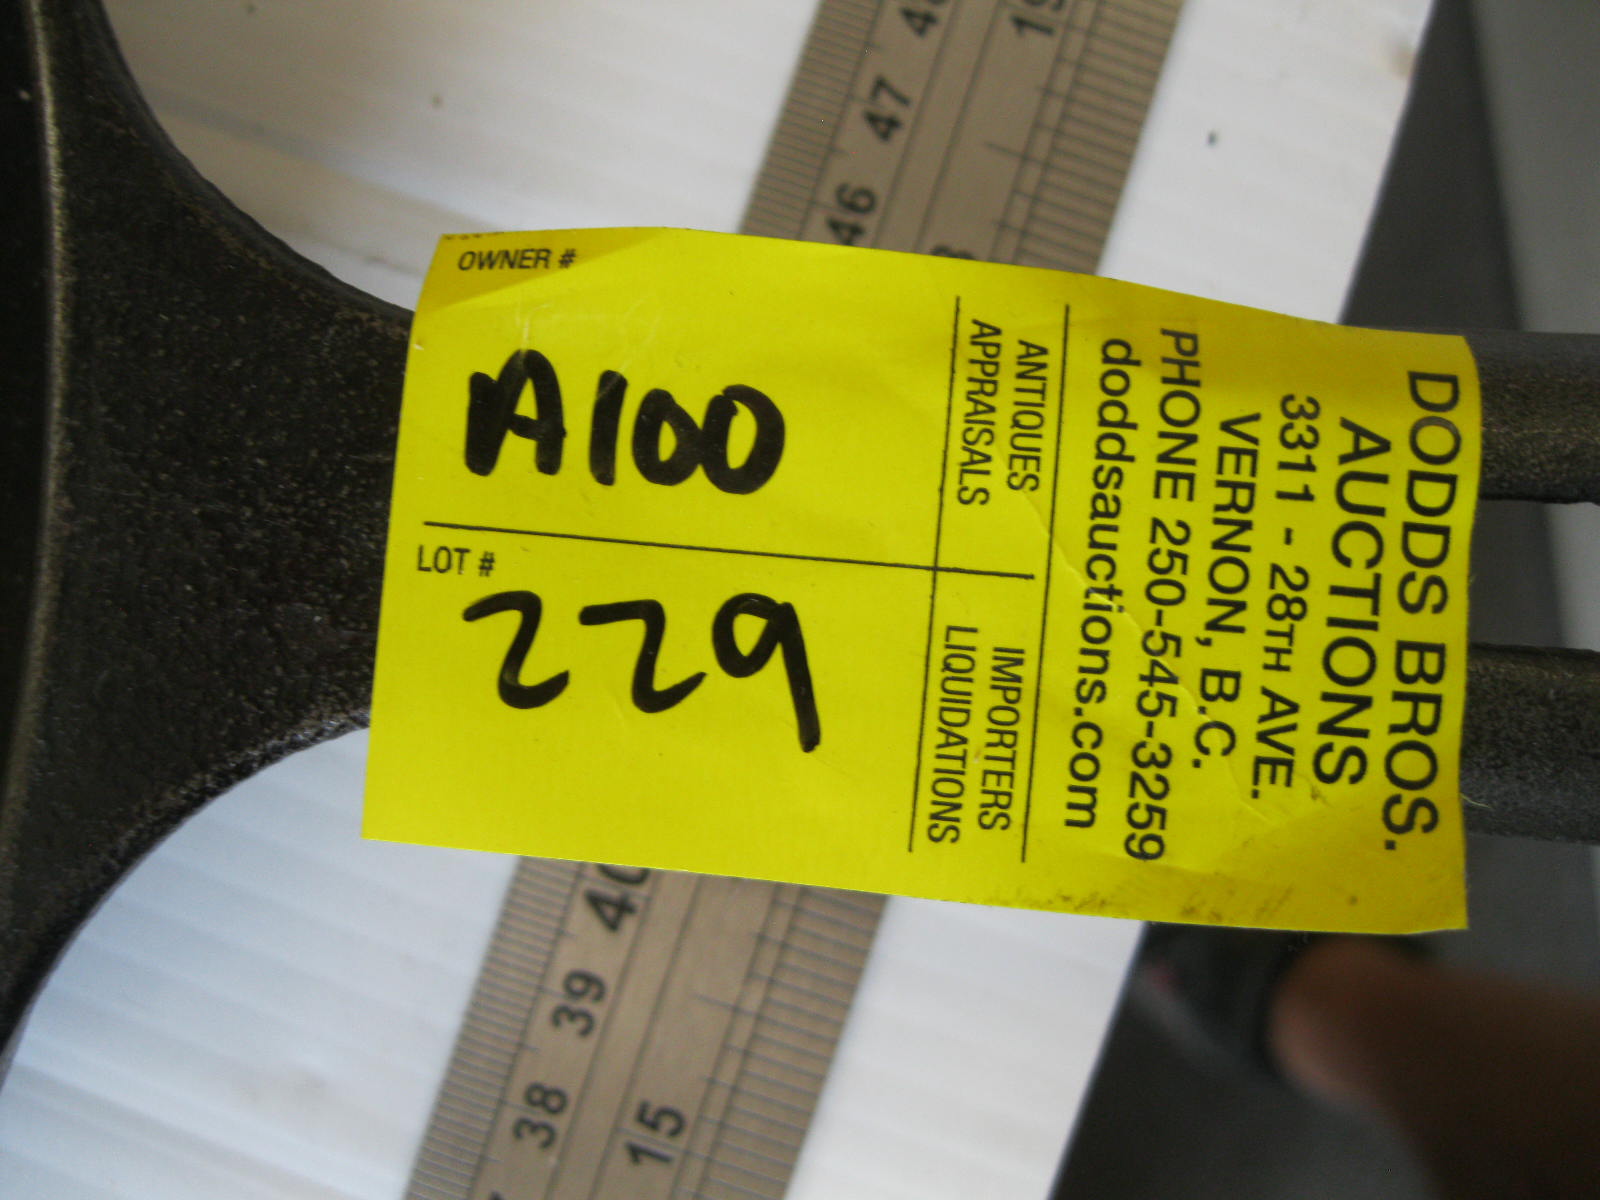 DODDS BROS.
AUCTIONS
3311 - 28TH AVE.
VERNON, B.C.
PHONE 250-545-3259
doddsauctions.com
ANTIQUES
APPRAISALS
IMPORTERS
LIQUIDATIONS
OWNER #
A100
LOT #
229
47
46
40
39
38
19
15